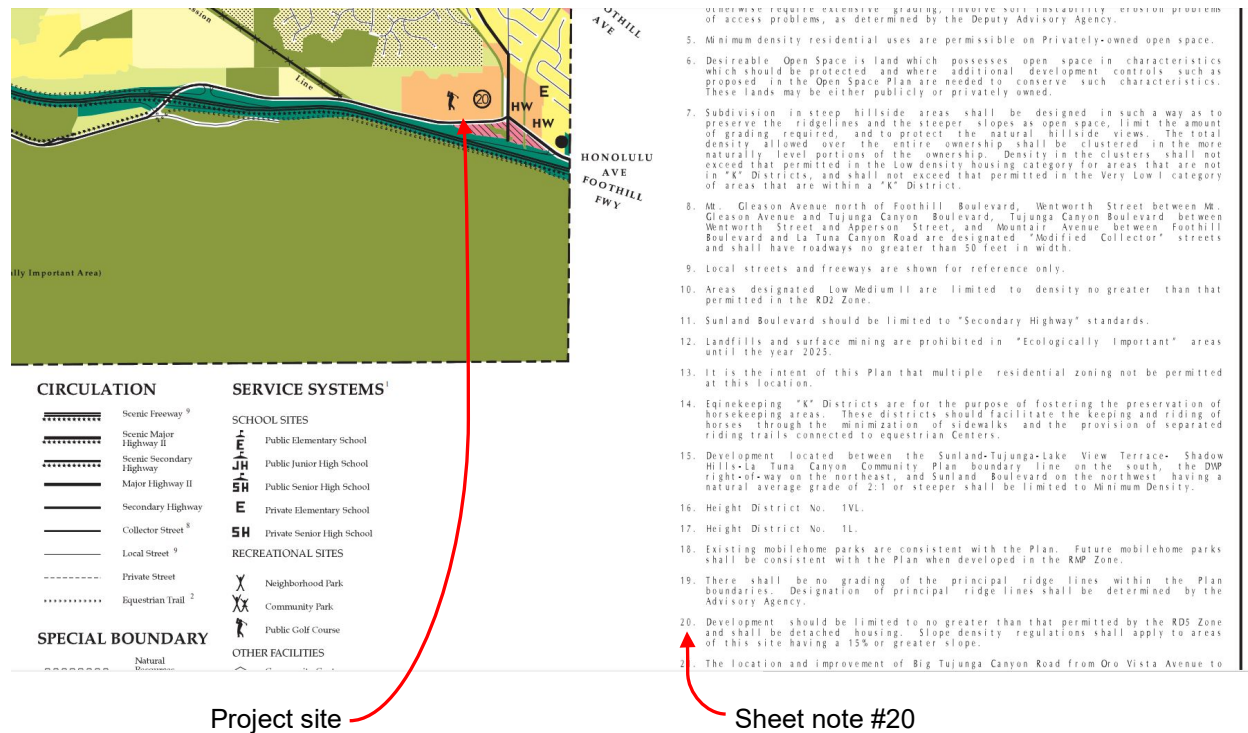 ission
Line
FOOTHILL
AVE
20
E
HW
HW
HONOLULU
AVE
FOOTHILL
FWY
lly Important Area)
CIRCULATION
Scenic Freeway 9
Scenic Major
Highway II
Scenic Secondary
Highway
Major Highway II
Secondary Highway
Collector Street 8
Local Street 9
Private Street
Equestrian Trail 2
SPECIAL BOUNDARY
Natural
Resources
SERVICE SYSTEMS1
SCHOOL SITES
E Public Elementary School
JH Public Junior High School
SH Public Senior High School
E Private Elementary School
SH Private Senior High School
RECREATIONAL SITES
Neighborhood Park
Community Park
Public Golf Course
OTHER FACILITIES
otherwise require extensive grading, involve soil instability erosion problems
of access problems, as determined by the Deputy Advisory Agency.
5. Minimum density residential uses are permissible on Privately-owned open space.
6. Desireable Open Space is land which possesses open space in characteristics
which should be protected and where additional development controls such as
proposed in the Open Space Plan are needed to conserve such characteristics.
These lands may be either publicly or privately owned.
7. Subdivision in steep hillside areas shall be designed in such a way as to
preserve the ridgelines and the steeper slopes as open space, limit the amount
of grading required, and to protect the natural hillside views. The total
density allowed over the entire ownership shall be clustered in the more
naturally level portions of the ownership. Density in the clusters shall not
exceed that permitted in the Low density housing category for areas that are not
in "K" Districts, and shall not exceed that permitted in the Very Low I category
of areas that are within a "K" District.
8. Mt. Gleason Avenue north of Foothill Boulevard, Wentworth Street between Mt.
Gleason Avenue and Tujunga Canyon Boulevard, Tujunga Canyon Boulevard between
Wentworth Street and Apperson Street, and Mountain Avenue between Foothill
Boulevard and La Tuna Canyon Road are designated "Modified Collector" streets
and shall have roadways no greater than 50 feet in width.
9. Local streets and freeways are shown for reference only.
10. Areas designated Low Medium II are limited to density no greater than that
permitted in the RD2 Zone.
11. Sunland Boulevard should be limited to "Secondary Highway" standards.
12. Landfills and surface mining are prohibited in "Ecologically Important" areas
until the year 2025.
13. It is the intent of this Plan that multiple residential zoning not be permitted
at this location.
14. Eqinekeeping "K" Districts are for the purpose of fostering the preservation of
horsekeeping areas. These districts should facilitate the keeping and riding of
horses through the minimization of sidewalks and the provision of separated
riding trails connected to equestrian Centers.
15. Development located between the Sunland-Tujunga-Lake View Terrace- Shadow
Hills-La Tuna Canyon Community Plan boundary line on the south, the DWP
right-of-way on the northeast, and Sunland Boulevard on the northwest having a
natural average grade of 2:1 or steeper shall be limited to Minimum Density.
16. Height District No. 1VL.
17. Height District No. 1L.
18. Existing mobilehome parks are consistent with the Plan. Future mobilehome parks
shall be consistent with the Plan when developed in the RMP Zone.
19. There shall be no grading of the principal ridge lines within the Plan
boundaries. Designation of principal ridge lines shall be determined by the
Advisory Agency.
20. Development should be limited to no greater than that permitted by the RD5 Zone
and shall be detached housing. Slope density regulations shall apply to areas
of this site having a 15% or greater slope.
The location and improvement of Big Tujunga Canyon Road from Oro Vista Avenue to
Project site
Sheet note #20